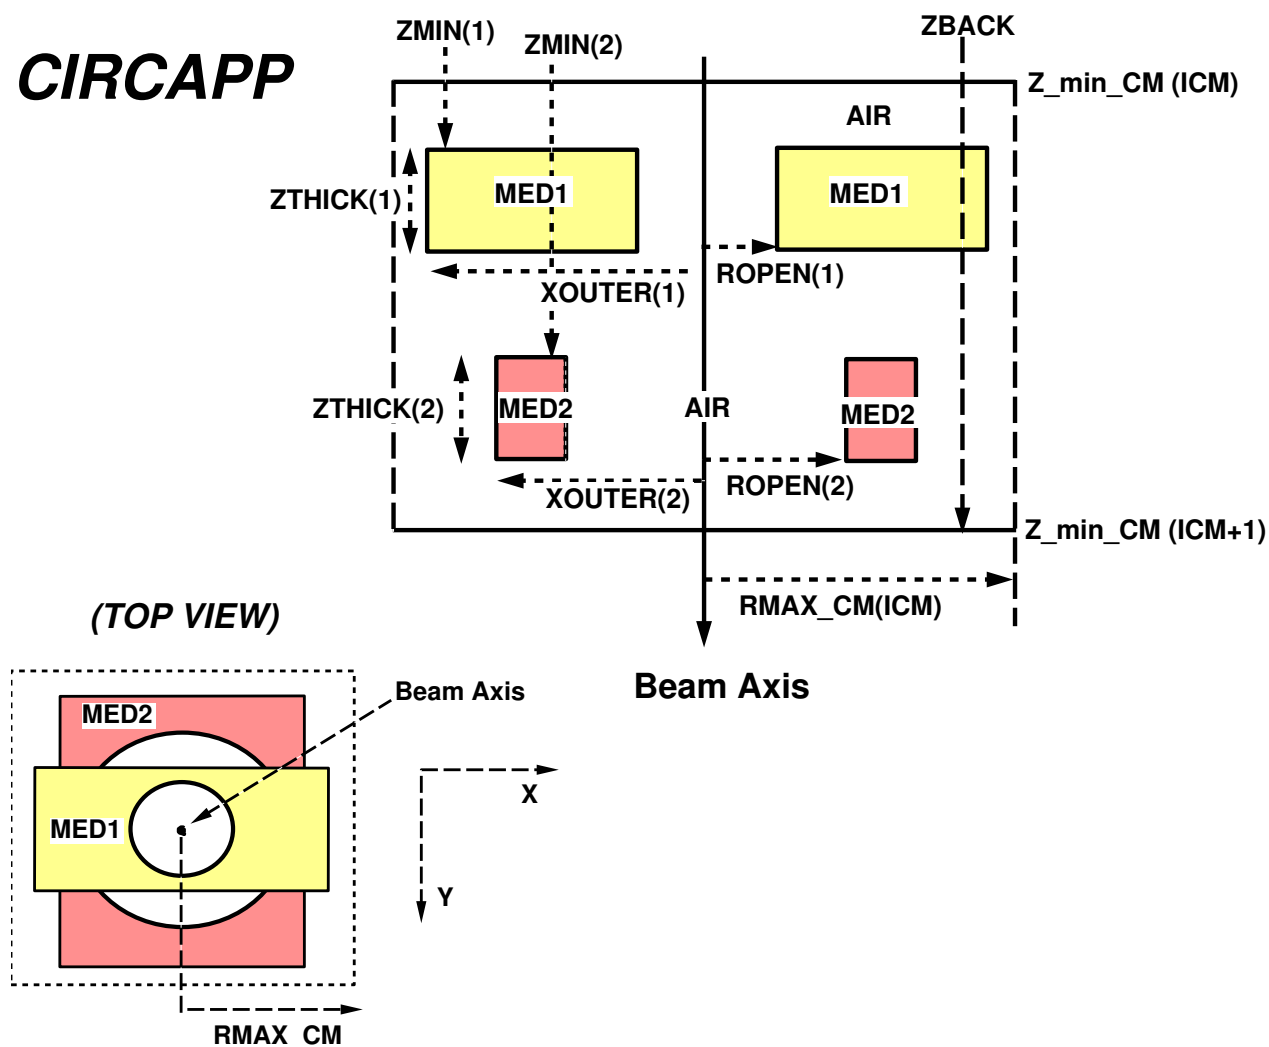 CIRCAPP
ZMIN(1)
ZMIN(2)
ZBACK
Z_min_CM (ICM)
AIR
ZTHICK(1)
MED1
MED1
ROPEN(1)
XOUTER(1)
ZTHICK(2)
MED2
AIR
MED2
XOUTER(2)
ROPEN(2)
Z_min_CM (ICM+1)
RMAX_CM(ICM)
(TOP VIEW)
Beam Axis
Beam Axis
MED2
X
MED1
Y
RMAX_CM